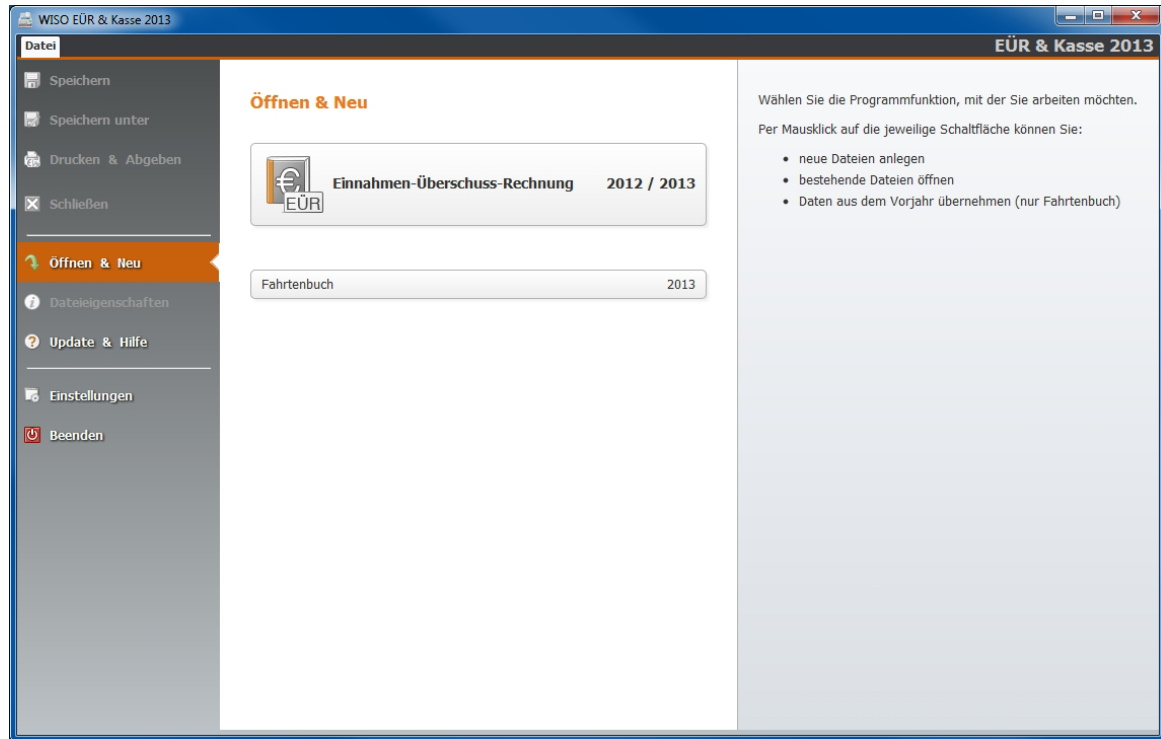 WISO EÜR & Kasse 2013
Datei
EÜR & Kasse 2013
Speichern
Speichern unter
Drucken & Abgeben
Schließen
Öffnen & Neu
Dateieigenschaften
Update & Hilfe
Einstellungen
Beenden
Öffnen & Neu
€
EÜR
Einnahmen-Überschuss-Rechnung 2012 / 2013
Fahrtenbuch 2013
Wählen Sie die Programmfunktion, mit der Sie arbeiten möchten.
Per Mausklick auf die jeweilige Schaltfläche können Sie:
• neue Dateien anlegen
• bestehende Dateien öffnen
• Daten aus dem Vorjahr übernehmen (nur Fahrtenbuch)